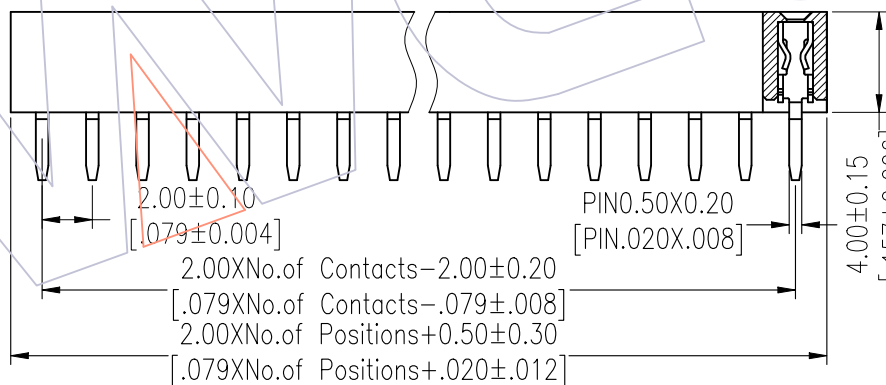 2.00±0.10
[.079±0.004]
PIN0.50X0.20
[PIN.020X.008]
4.00±0.15
2.00XNo.of Contacts-2.00±0.20
[.079XNo.of Contacts-.079±.008]
2.00XNo.of Positions+0.50±0.30
[.079XNo.of Positions+.020±.012]